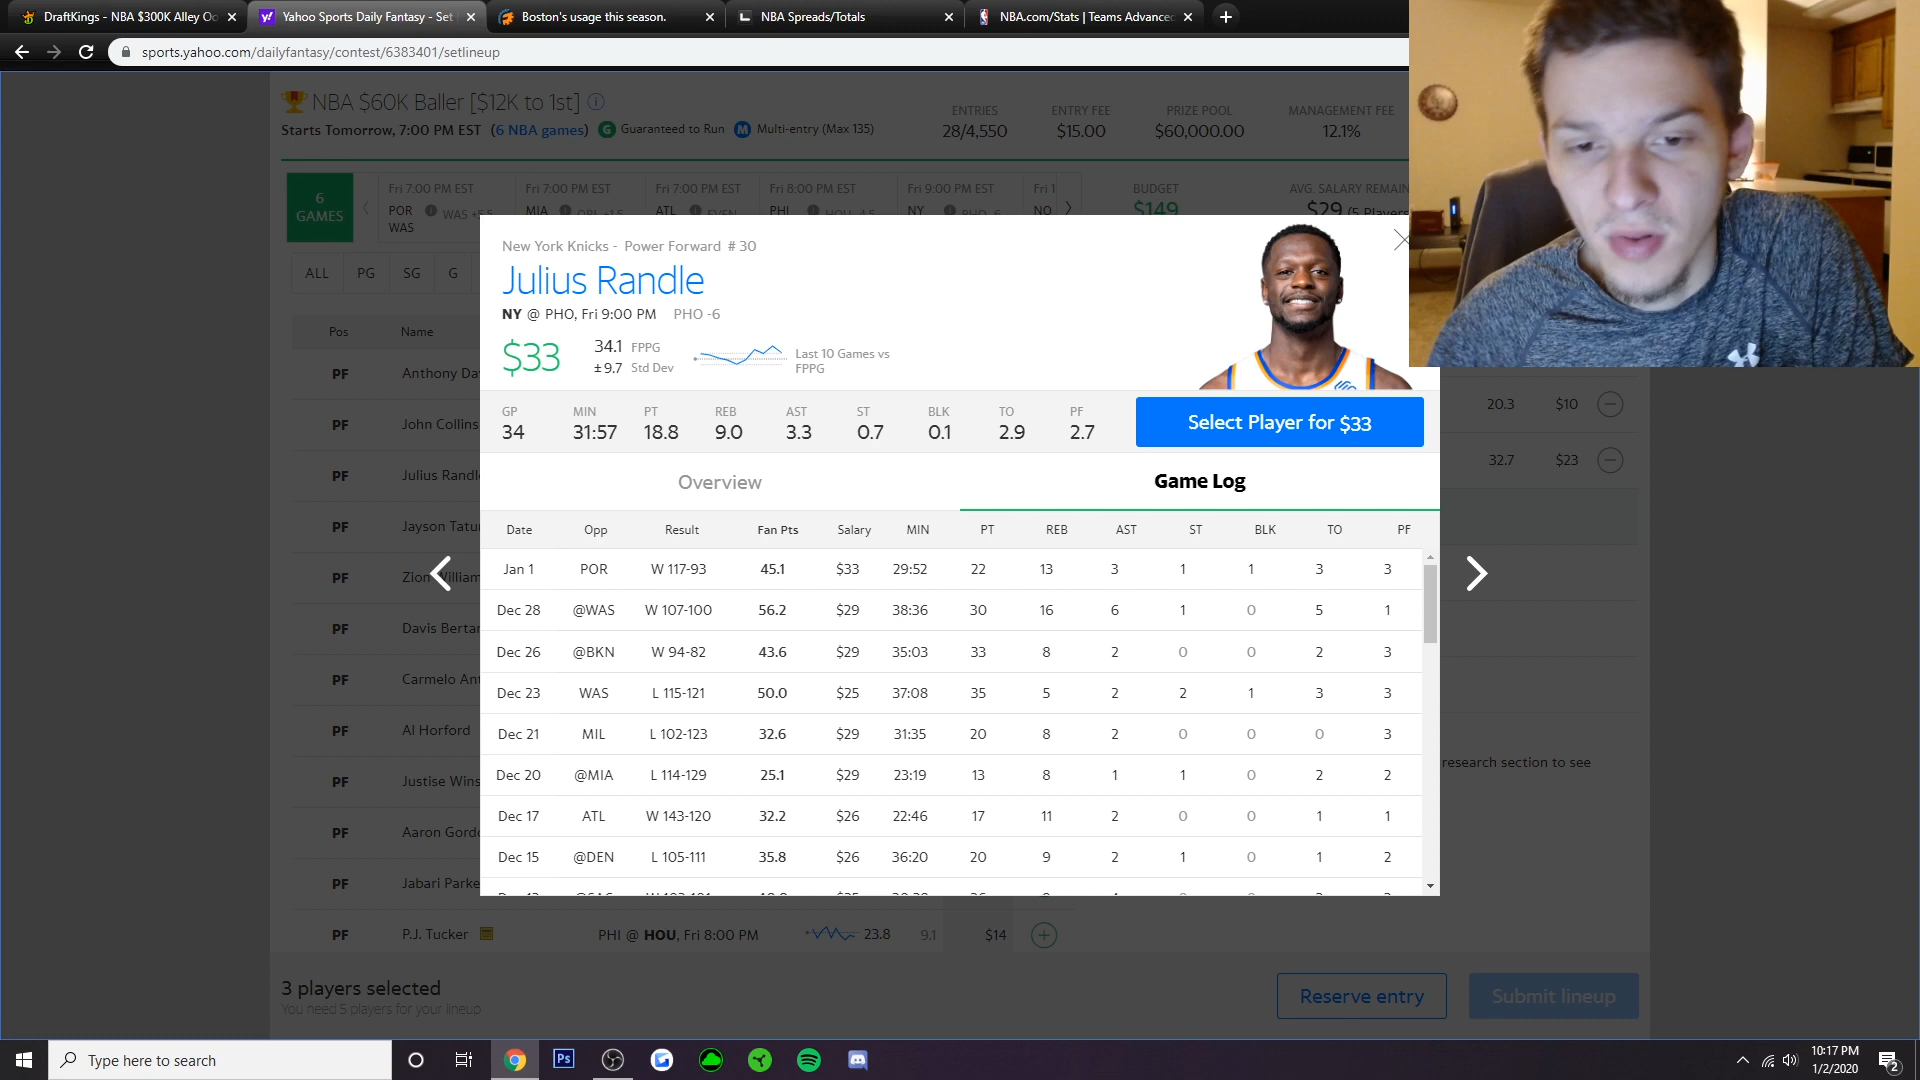 DraftKings - NBA $300K Alley Oo
Yahoo Sports Daily Fantasy - Set
Boston's usage this season.
NBA Spreads/Totals
NBA.com/Stats | Teams Advanced
sports.yahoo.com/dailyfantasy/contest/6383401/setlineup
NBA $60K Baller [$12K to 1st]
Starts Tomorrow, 7:00 PM EST (6 NBA games) G Guaranteed to Run M Multi-entry (Max 135)
ENTRIES ENTRY FEE PRIZE POOL MANAGEMENT FEE
28/4,550 $15.00 $60,000.00 12.1%
6 GAMES
Fri 7:00 PM EST Fri 7:00 PM EST Fri 7:00 PM EST Fri 8:00 PM EST Fri 9:00 PM EST Fri 1
POR MIA ATL PHI NY NO
WAS
BUDGET AVG. SALARY REMAIN
$149 $29 (5 Players
ALL PG SG G
Pos Name
PF Anthony Da
PF John Collins
PF Julius Randl
PF Jayson Tatu
PF Zion William
PF Davis Berta
PF Carmelo Ant
PF Al Horford
PF Justise Wins
PF Aaron Gord
PF Jabari Parke
PF P.J. Tucker PHI @ HOU, Fri 8:00 PM 23.8 9.1 $14
New York Knicks - Power Forward # 30
Julius Randle
NY @ PHO, Fri 9:00 PM PHO -6
$33 34.1 FPPG
±9.7 Std Dev
Last 10 Games vs
FPPG
GP MIN PT REB AST ST BLK TO PF
34 31:57 18.8 9.0 3.3 0.7 0.1 2.9 2.7
Select Player for $33
Overview Game Log
Date Opp Result Fan Pts Salary MIN PT REB AST ST BLK TO PF
Jan 1 POR W 117-93 45.1 $33 29:52 22 13 3 1 1 3 3
Dec 28 @WAS W 107-100 56.2 $29 38:36 30 16 6 1 0 5 1
Dec 26 @BKN W 94-82 43.6 $29 35:03 33 8 2 0 0 2 3
Dec 23 WAS L 115-121 50.0 $25 37:08 35 5 2 2 1 3 3
Dec 21 MIL L 102-123 32.6 $29 31:35 20 8 2 0 0 0 3
Dec 20 @MIA L 114-129 25.1 $29 23:19 13 8 1 1 0 2 2
Dec 17 ATL W 143-120 32.2 $26 22:46 17 11 2 0 0 1 1
Dec 15 @DEN L 105-111 35.8 $26 36:20 20 9 2 1 0 1 2
20.3 $10
32.7 $23
research section to see
3 players selected
You need 5 players for your lineup
Reserve entry Submit lineup
Type here to search
Ps
10:17 PM
1/2/2020
2